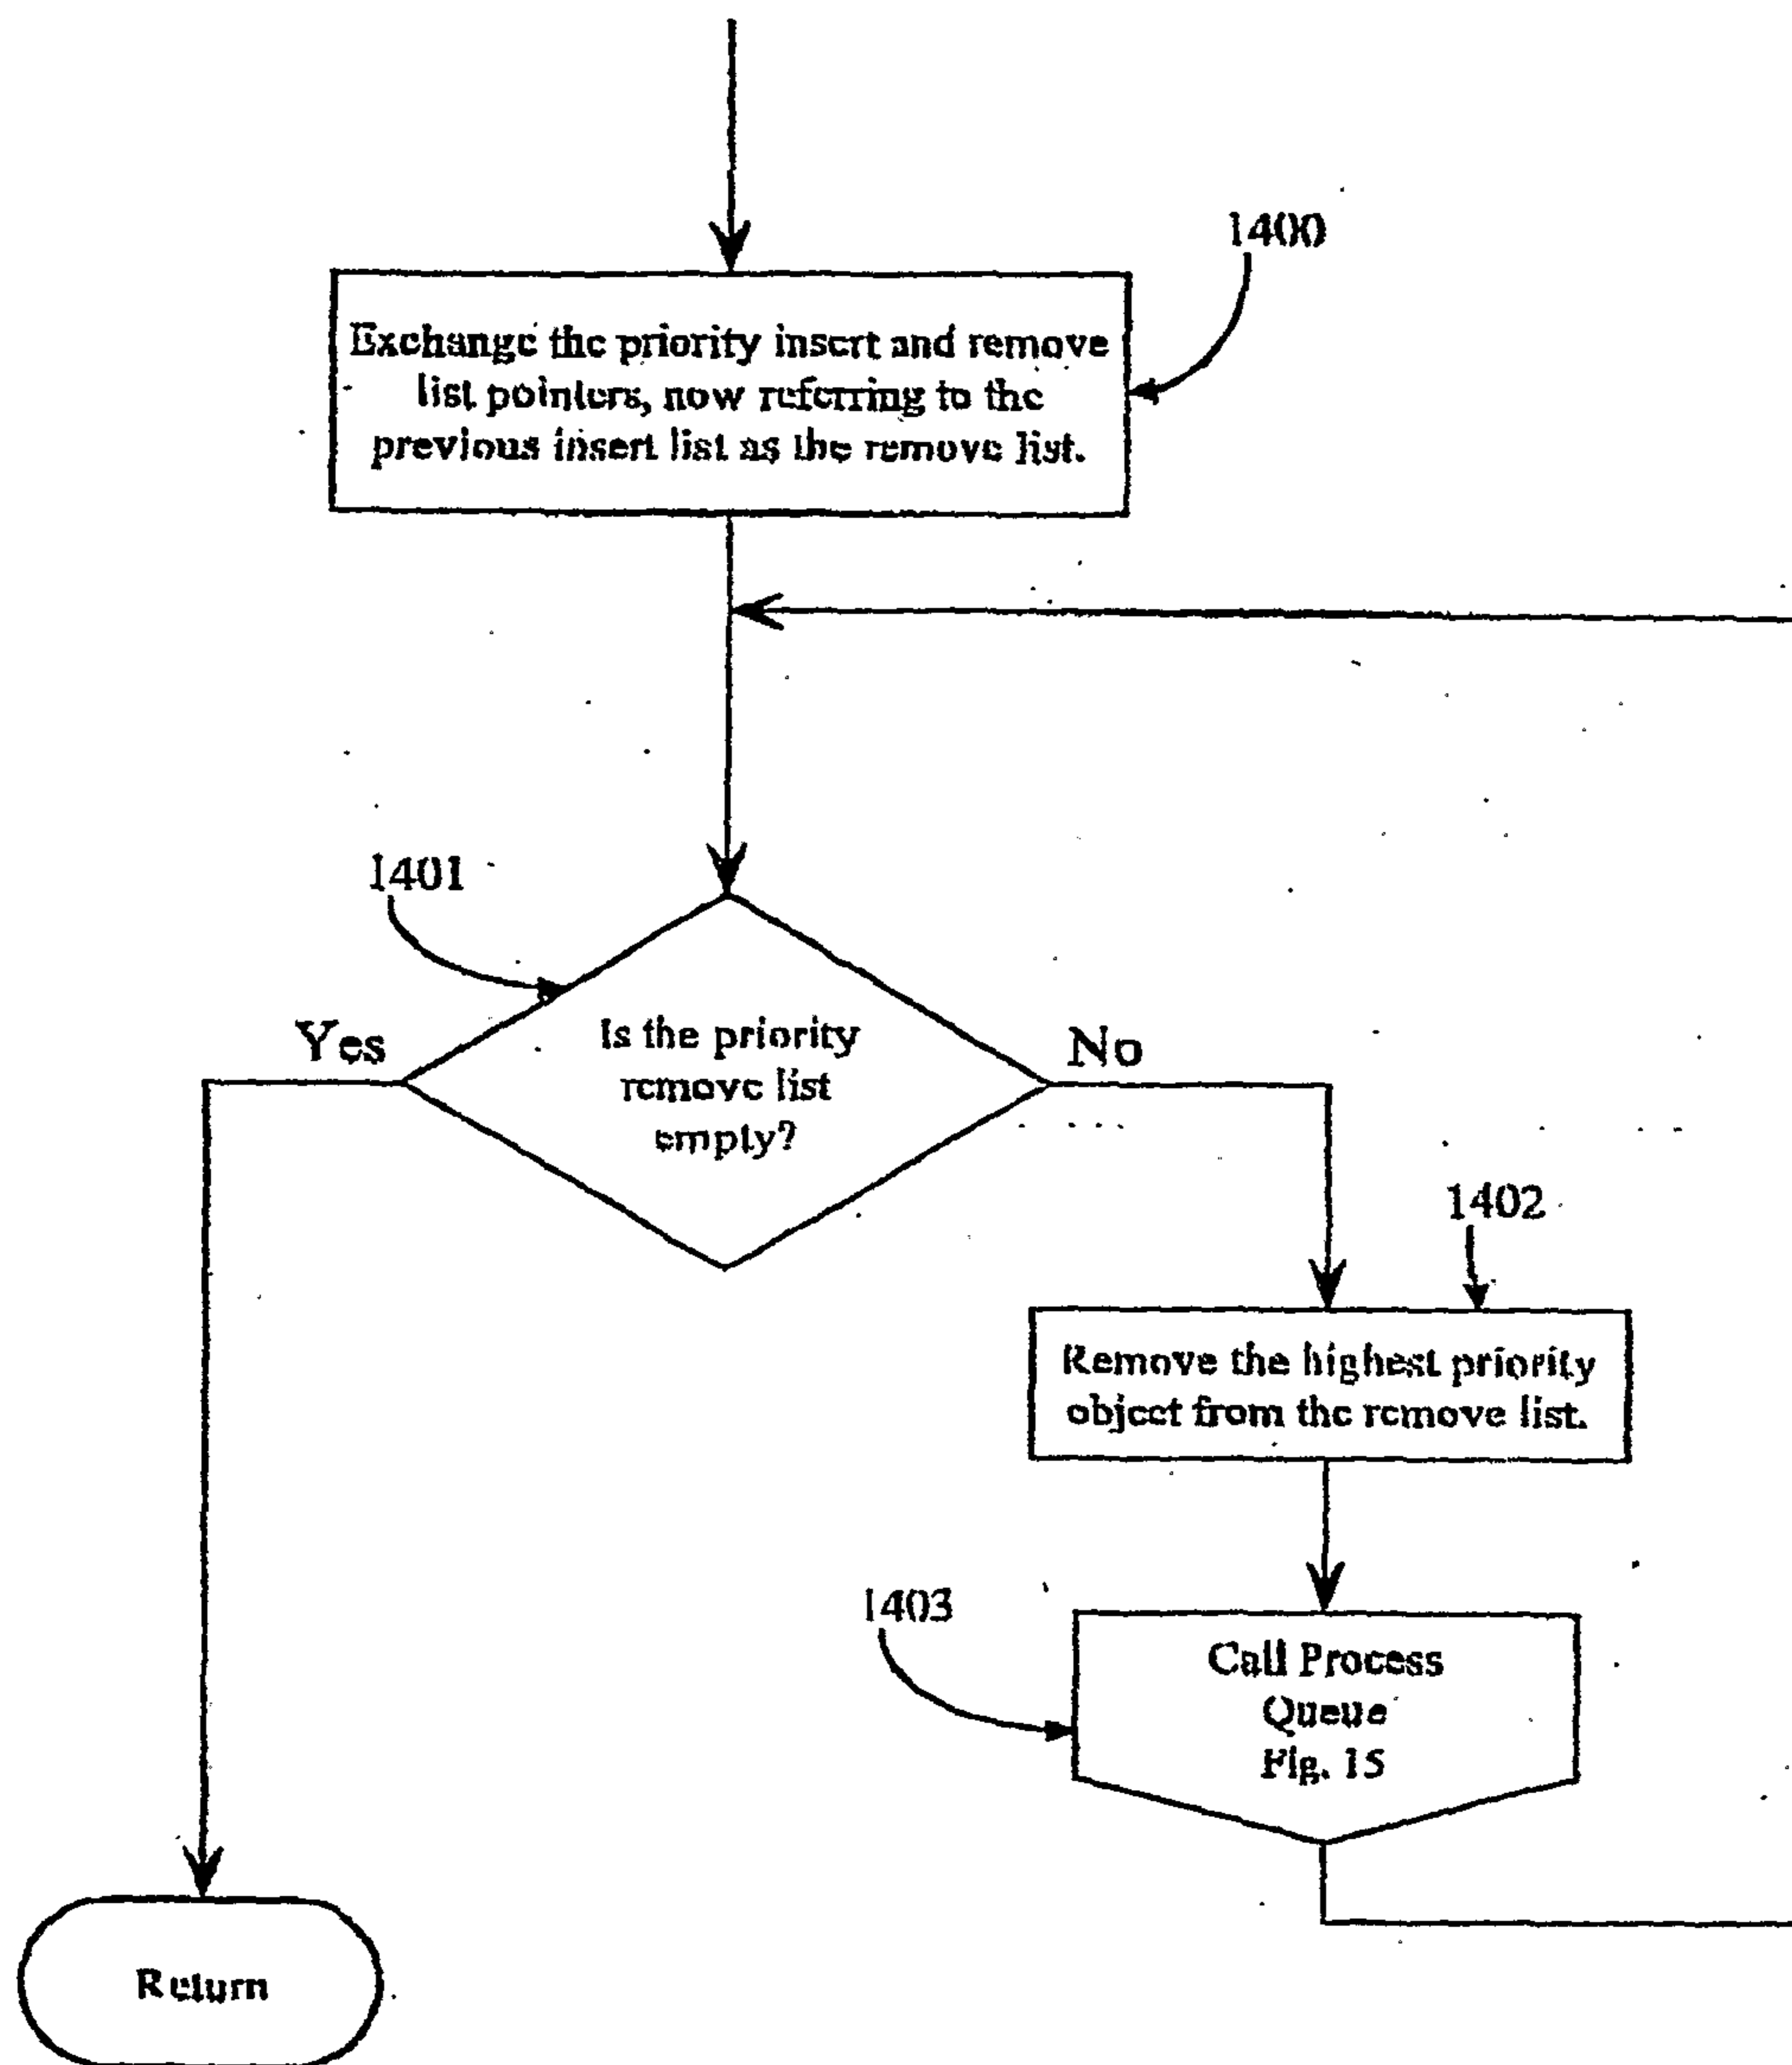 1400
Exchange the priority insert and remove
list pointers, now referring to the
previous insert list as the remove list.
1401
Yes
Is the priority
remove list
empty?
No
1402
Remove the highest priority
object from the remove list.
1403
Call Process
Queue
Fig. 15
Return